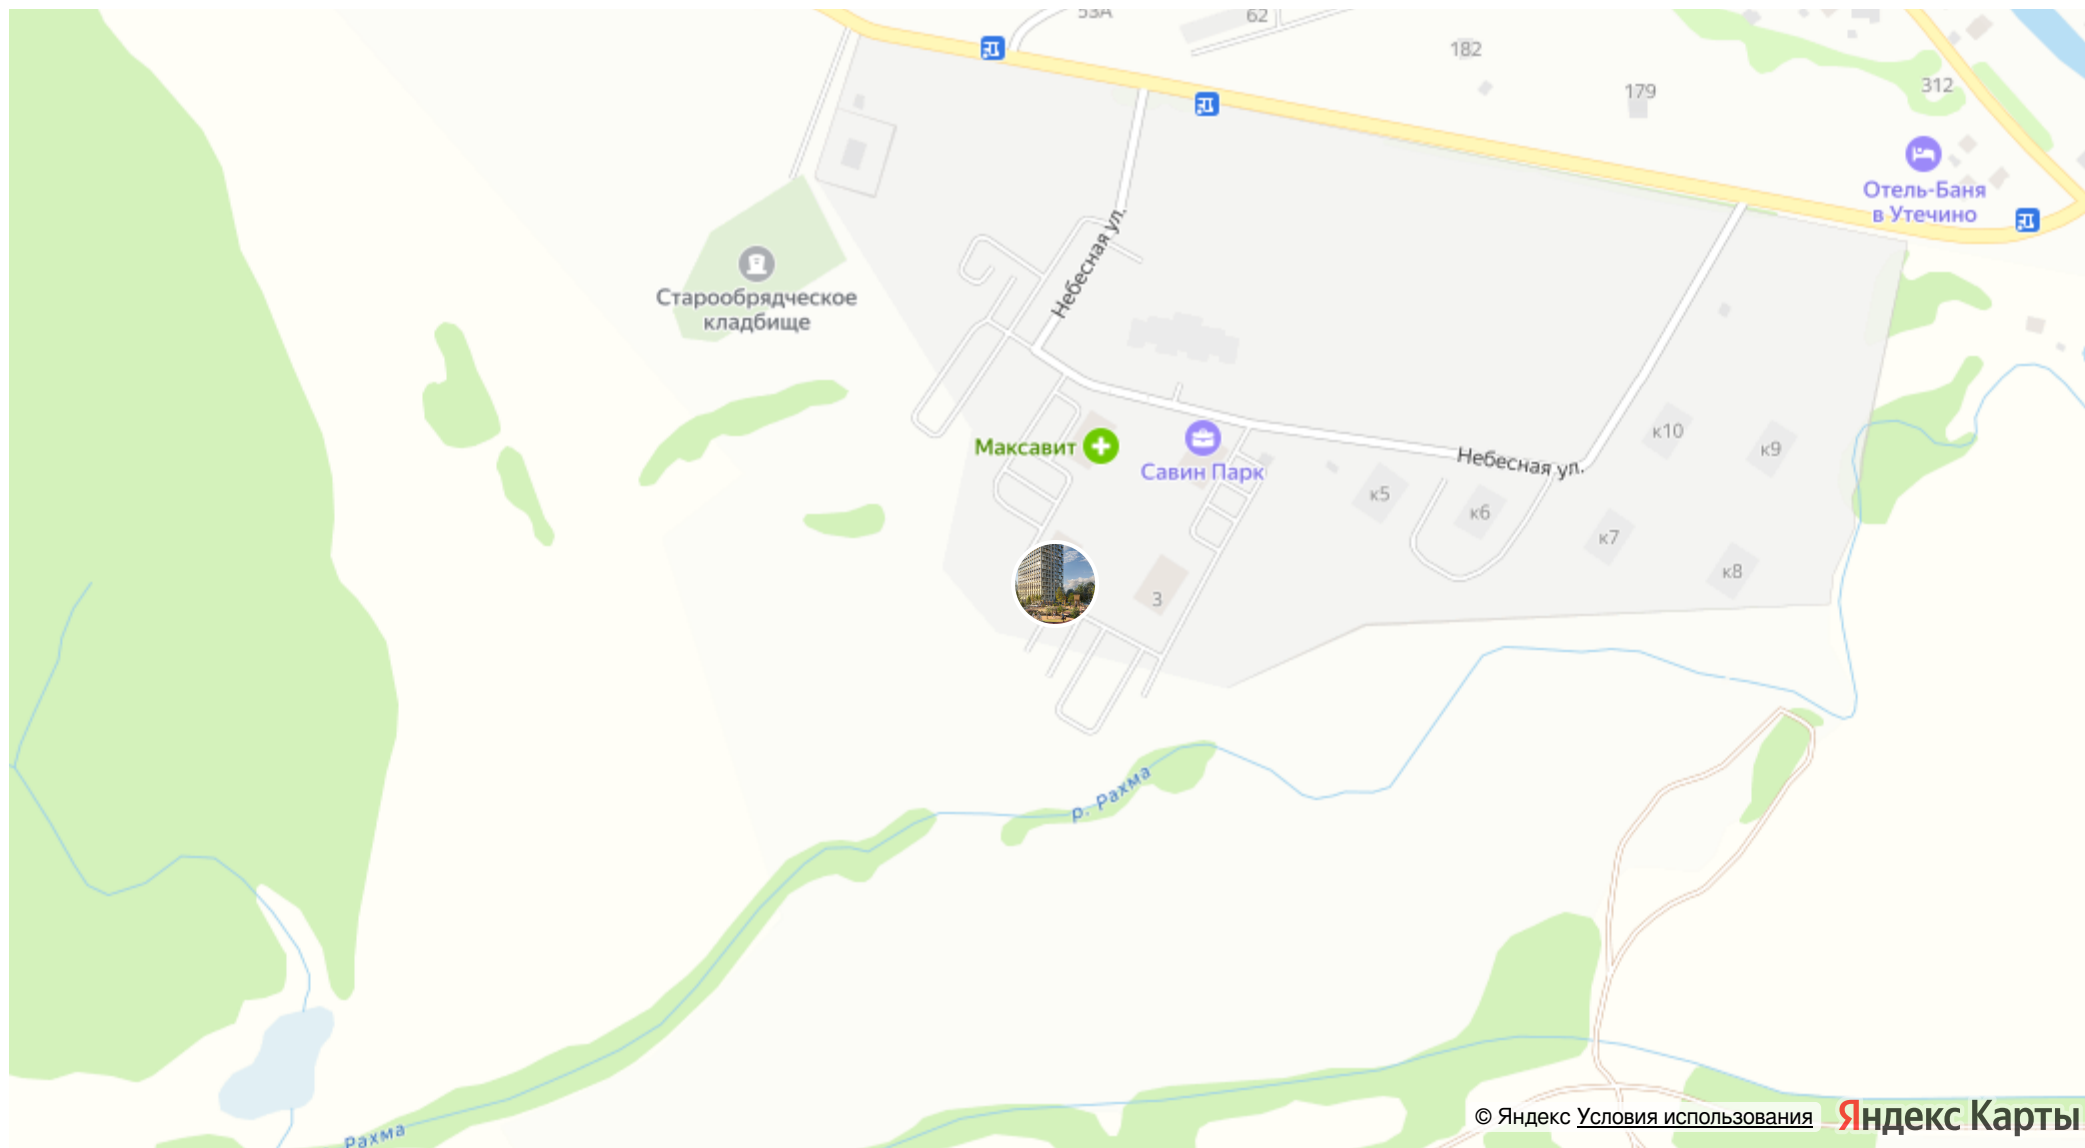 53А
62
182
179
312
Отель-Баня
в Утечино
Небесная ул.
Старообрядческое
кладбище
Максавит
Савин Парк
Небесная ул.
к10
к9
к5
к6
к7
к8
3
р. Рахма
Рахма
© Яндекс Условия использования
Яндекс Карты